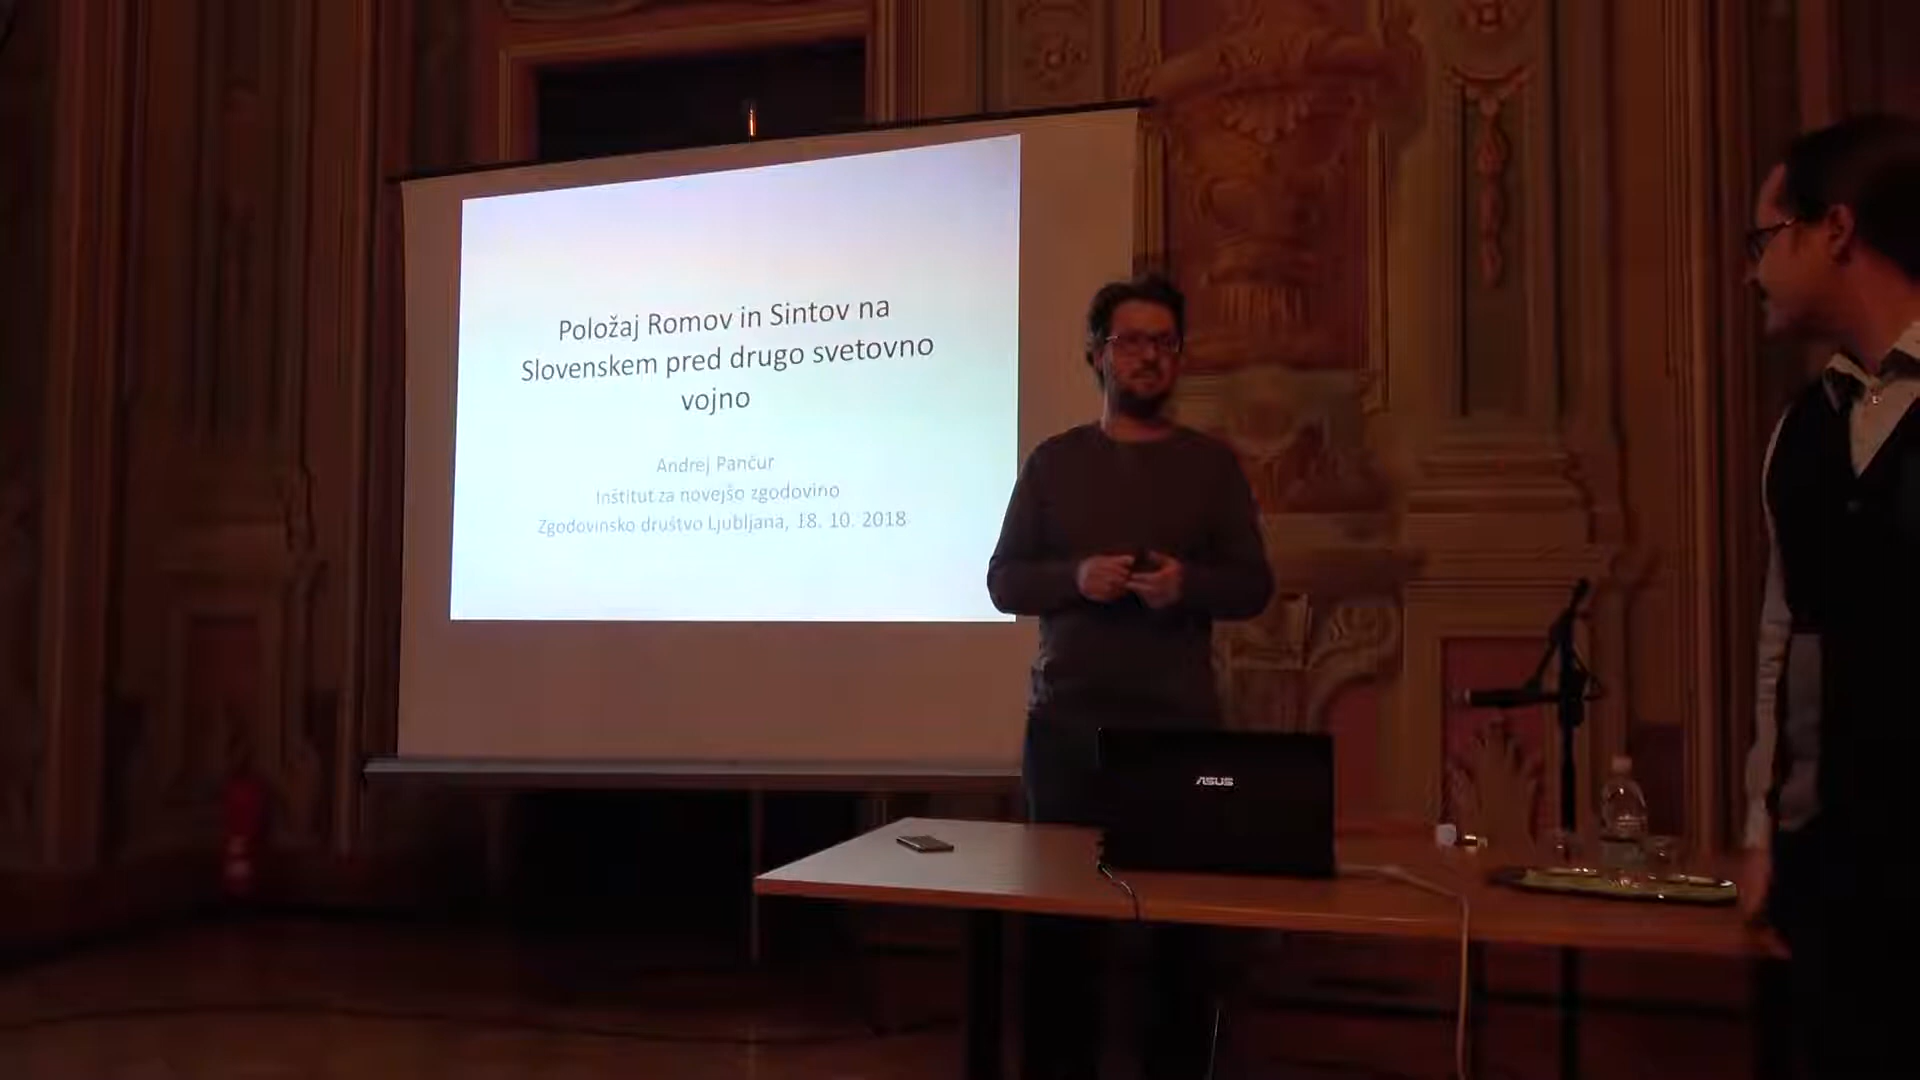 Položaj Romov in Sintov na
Slovenskem pred drugo svetovno
vojno
Andrej Pančur
Inštitut za novejšo zgodovino
Zgodovinsko društvo Ljubljana, 18. 10. 2018
ASUS